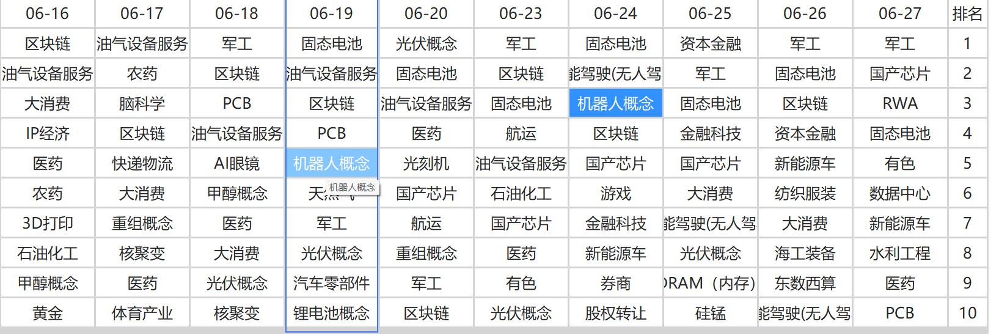 06-16 06-17 06-18 06-19 06-20 06-23 06-24 06-25 06-26 06-27 排名
区块链 油气设备服务 军工 固态电池 光伏概念 军工 固态电池 资本金融 军工 军工 1
油气设备服务 农药 区块链 油气设备服务 固态电池 区块链 能驾驶(无人驾 军工 固态电池 国产芯片 2
大消费 脑科学 PCB 区块链 油气设备服务 固态电池 机器人概念 固态电池 区块链 RWA 3
IP经济 区块链 油气设备服务 PCB 医药 航运 区块链 金融科技 资本金融 固态电池 4
医药 快递物流 AI眼镜 机器人概念 光刻机 油气设备服务 国产芯片 国产芯片 新能源车 有色 5
机器人概念
农药 大消费 甲醇概念 天然气 国产芯片 石油化工 游戏 大消费 纺织服装 数据中心 6
3D打印 重组概念 医药 军工 航运 国产芯片 金融科技 能驾驶(无人驾 大消费 新能源车 7
石油化工 核聚变 大消费 光伏概念 重组概念 医药 新能源车 光伏概念 海工装备 水利工程 8
甲醇概念 医药 光伏概念 汽车零部件 军工 有色 券商 DRAM（内存） 东数西算 医药 9
黄金 体育产业 核聚变 锂电池概念 区块链 光伏概念 股权转让 硅锰 能驾驶(无人驾 PCB 10